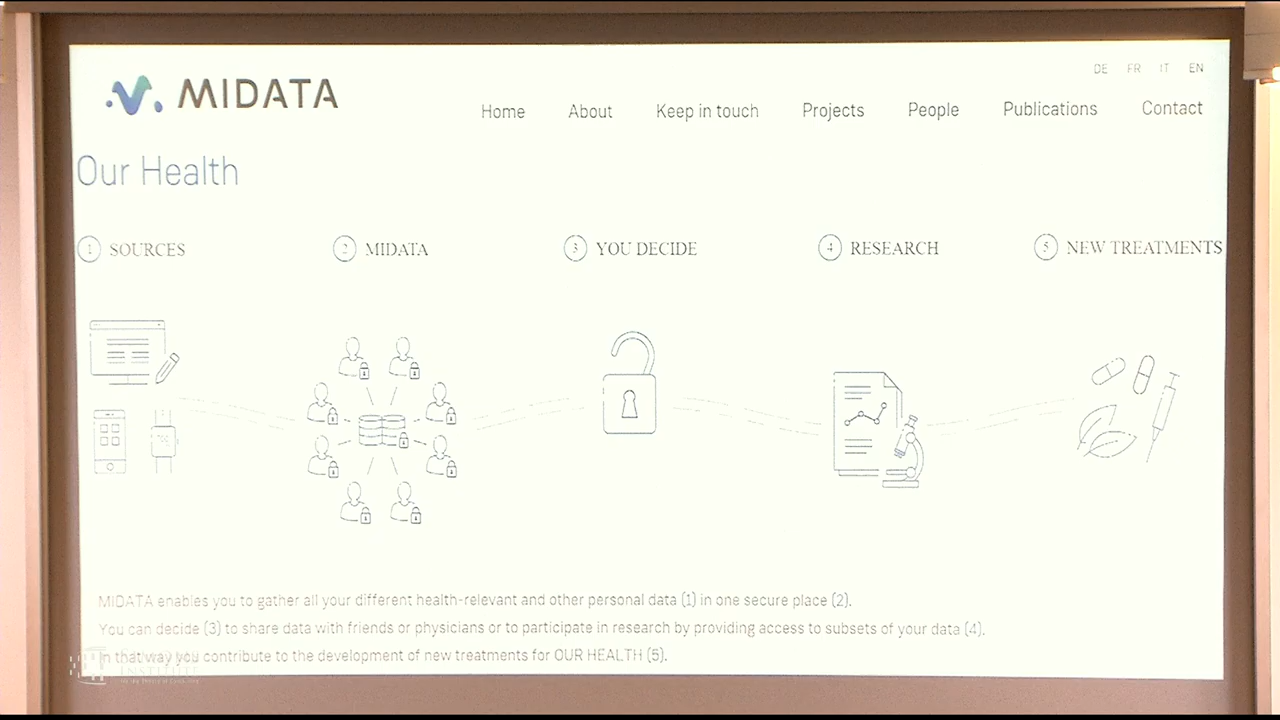 MIDATA
DE FR IT EN
Home About Keep in touch Projects People Publications Contact
Our Health
1 SOURCES
2 MIDATA
3 YOU DECIDE
4 RESEARCH
5 NEW TREATMENTS
MIDATA enables you to gather all your different health-relevant and other personal data (1) in one secure place (2).
You can decide (3) to share data with friends or physicians or to participate in research by providing access to subsets of your data (4).
In that way you contribute to the development of new treatments for OUR HEALTH (5).
INSTITUTE